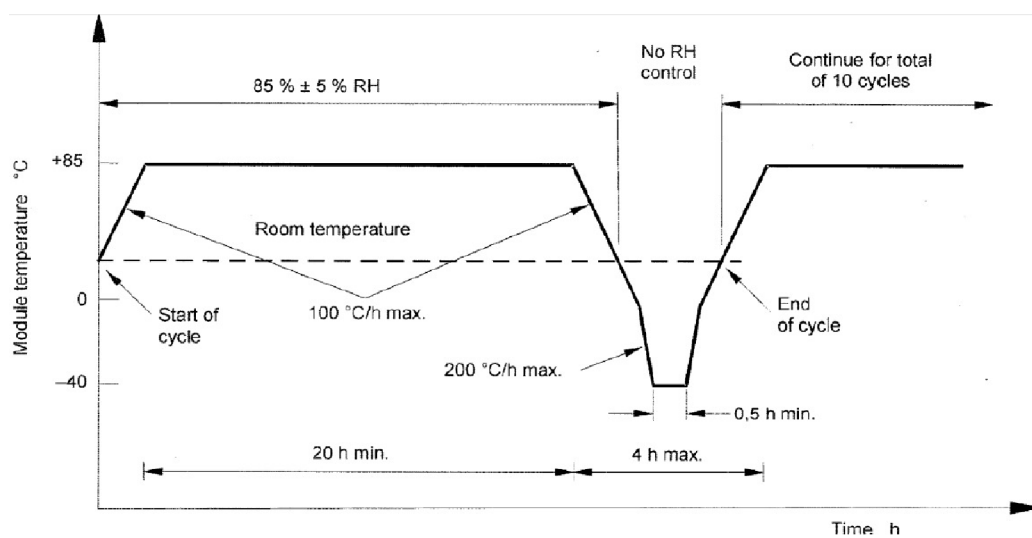 No RH
control
Continue for total
of 10 cycles
85 % ± 5 % RH
+85
Module temperature °C
Room temperature
0
Start of
cycle
100 °C/h max.
End
of cycle
200 °C/h max.
–40
0,5 h min.
20 h min.
4 h max.
Time h